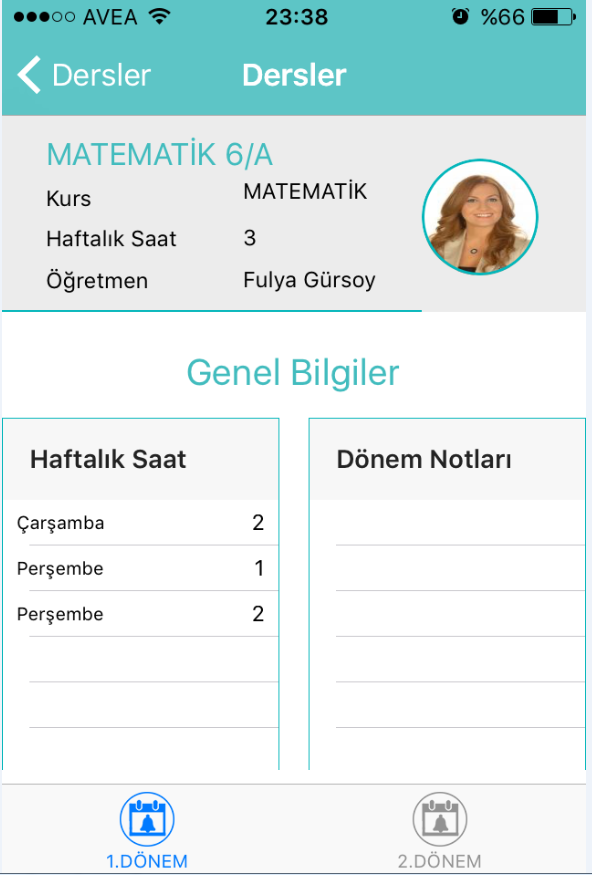 AVEA 23:38 %66
Dersler Dersler
MATEMATİK 6/A
Kurs MATEMATİK
Haftalık Saat 3
Öğretmen Fulya Gürsoy
Genel Bilgiler
Haftalık Saat Dönem Notları
Çarşamba 2
Perşembe 1
Perşembe 2
1.DÖNEM 2.DÖNEM